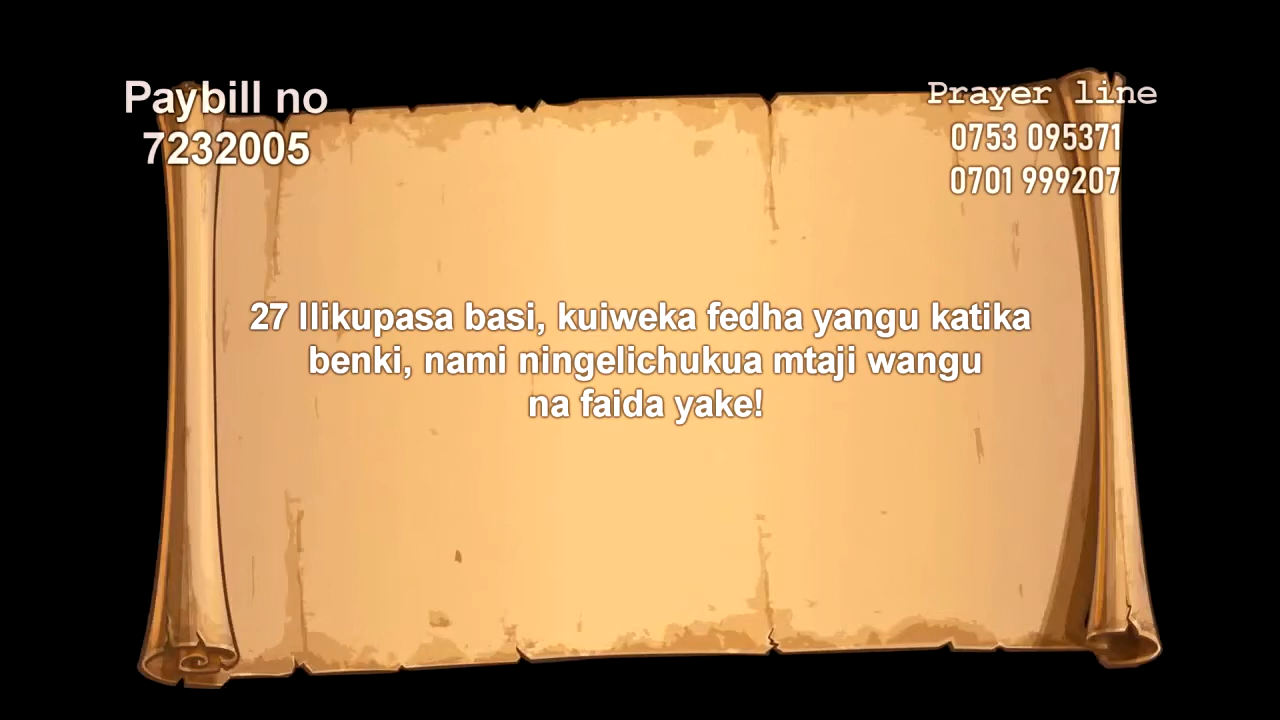 Paybill no
7232005
Prayer line
0753 095371
0701 999207
27 Ilikupasa basi, kuiweka fedha yangu katika
benki, nami ningelichukua mtaji wangu
na faida yake!